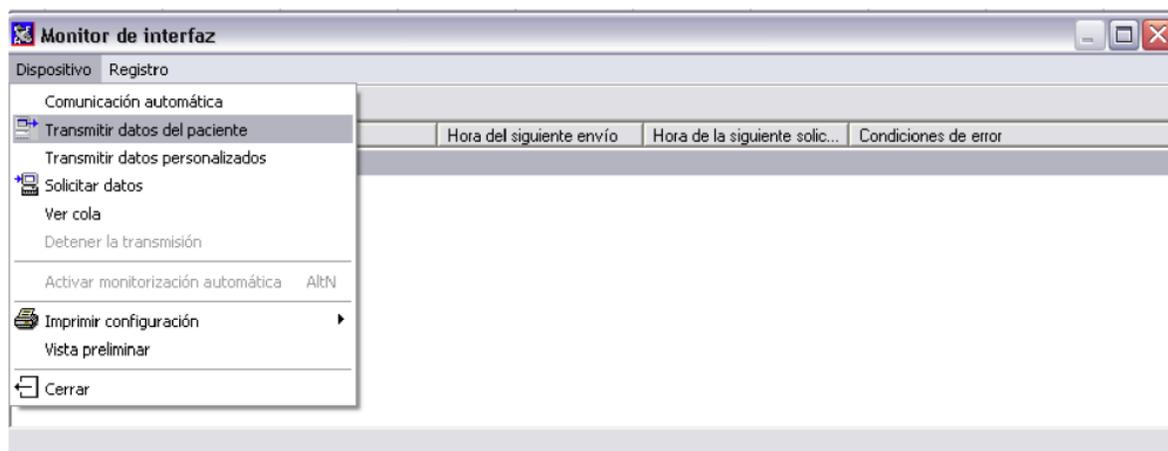 Monitor de interfaz
Dispositivo Registro
Comunicación automática
Transmitir datos del paciente
Hora del siguiente envío Hora de la siguiente solic... Condiciones de error
Transmitir datos personalizados
Solicitar datos
Ver cola
Detener la transmisión
Activar monitorización automática AltN
Imprimir configuración
Vista preliminar
Cerrar